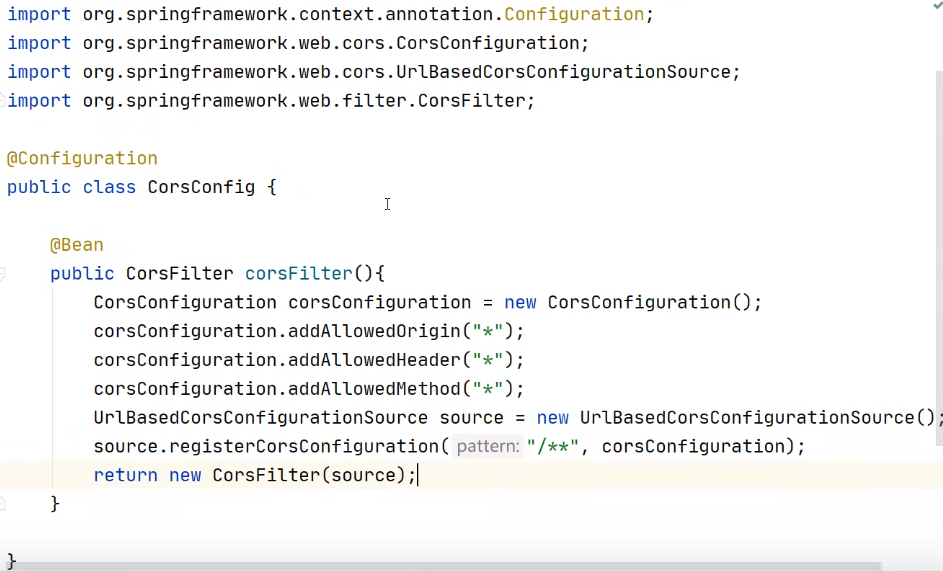 import org.springframework.context.annotation.Configuration;
import org.springframework.web.cors.CorsConfiguration;
import org.springframework.web.cors.UrlBasedCorsConfigurationSource;
import org.springframework.web.filter.CorsFilter;
@Configuration
public class CorsConfig {
@Bean
public CorsFilter corsFilter(){
CorsConfiguration corsConfiguration = new CorsConfiguration();
corsConfiguration.addAllowedOrigin("*");
corsConfiguration.addAllowedHeader("*");
corsConfiguration.addAllowedMethod("*");
UrlBasedCorsConfigurationSource source = new UrlBasedCorsConfigurationSource();
source.registerCorsConfiguration( pattern: "/**", corsConfiguration);
return new CorsFilter(source);
}
}